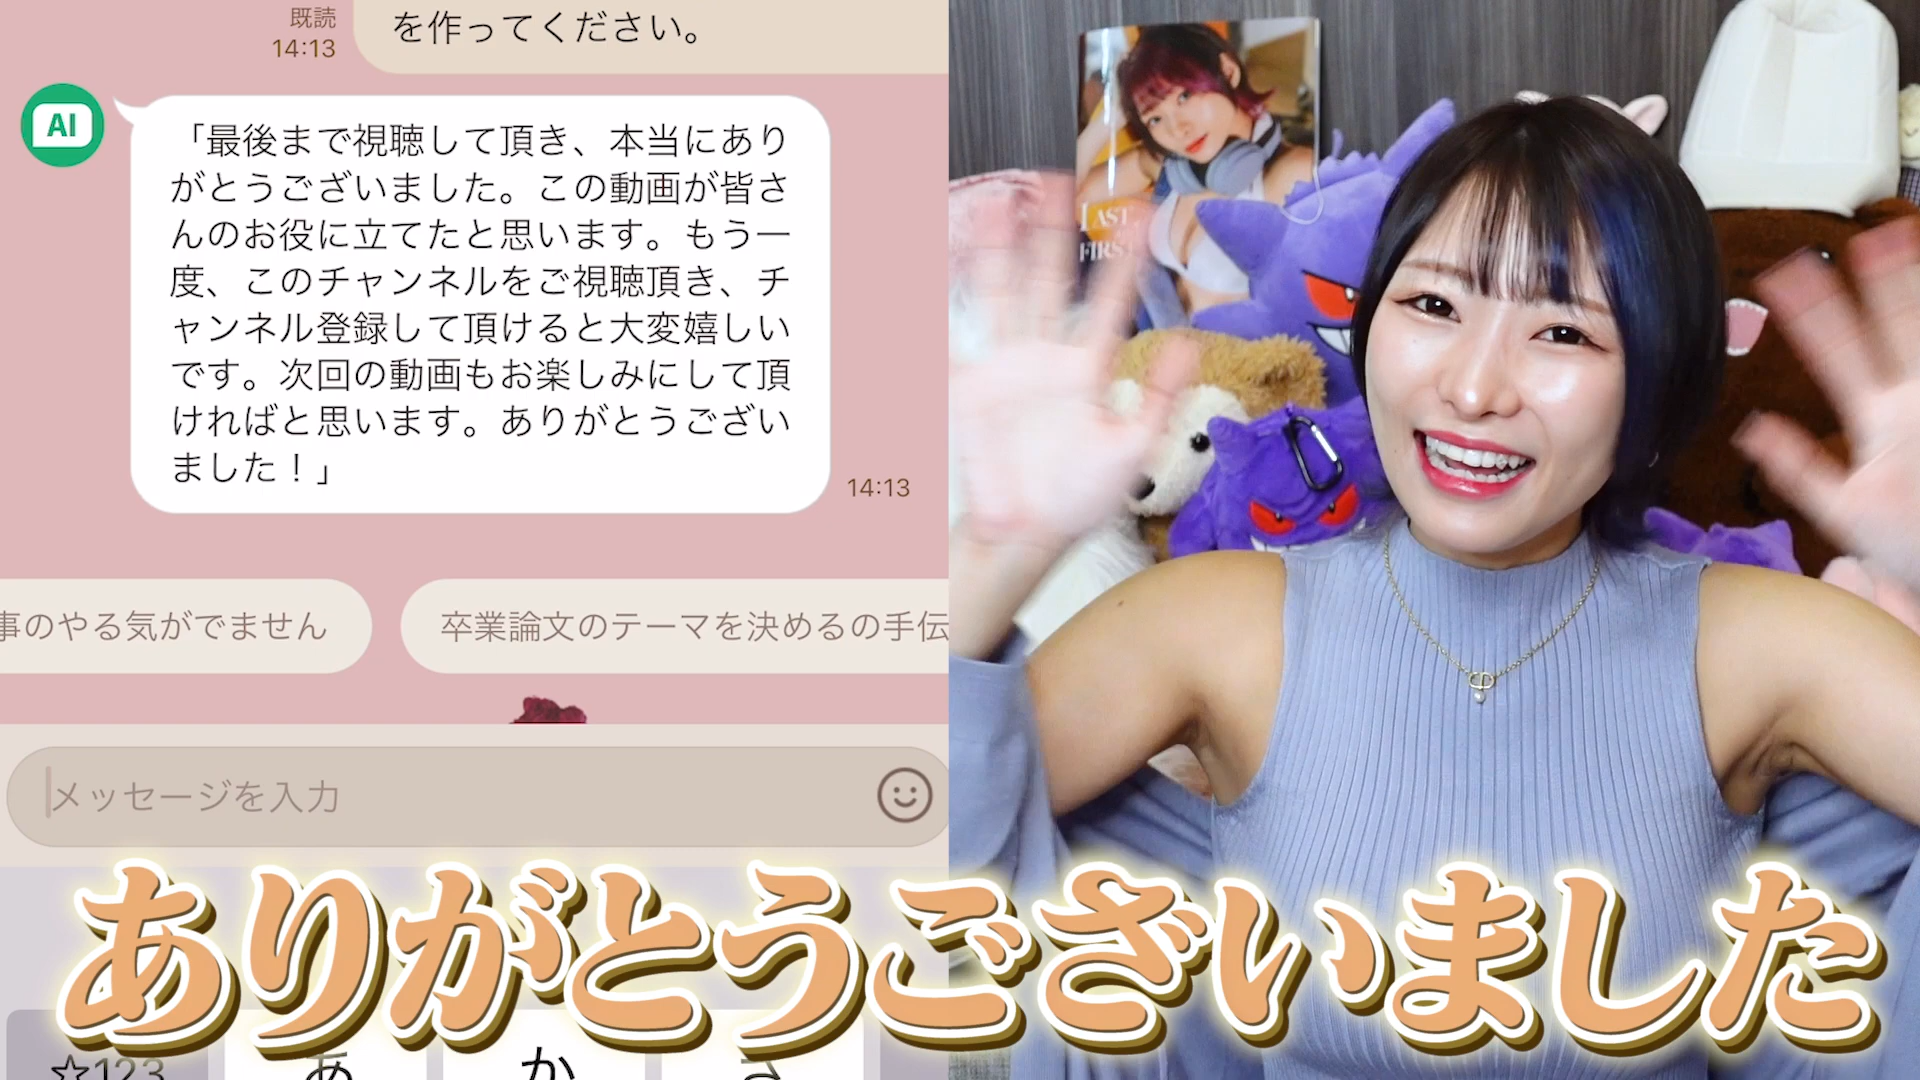 既読
14:13
を作ってください。
AI
「最後まで視聴して頂き、本当にあり
がとうございました。この動画が皆さ
んのお役に立てたと思います。もう一
度、このチャンネルをご視聴頂き、チ
ャンネル登録して頂けると大変嬉しい
です。次回の動画もお楽しみにして頂
ければと思います。ありがとうござい
ました！」
14:13
事のやる気がでません
卒業論文のテーマを決めるの手伝
メッセージを入力
LAST
FIRST
ありがとうございました
☆123
あ
か
さ